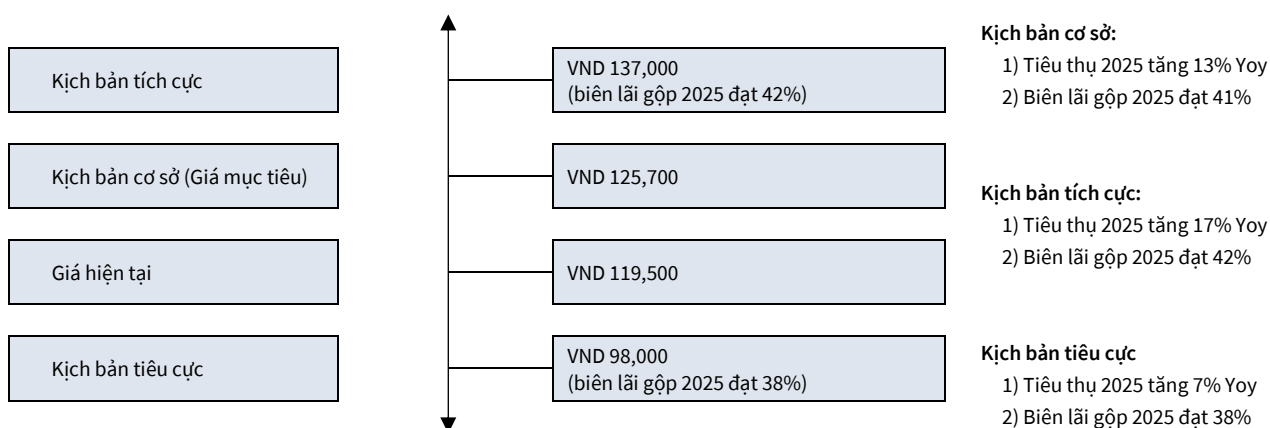 Kịch bản tích cực
VND 137,000
(biên lãi gộp 2025 đạt 42%)
Kịch bản cơ sở (Giá mục tiêu)
VND 125,700
Giá hiện tại
VND 119,500
Kịch bản tiêu cực
VND 98,000
(biên lãi gộp 2025 đạt 38%)
Kịch bản cơ sở:
1) Tiêu thụ 2025 tăng 13% Yoy
2) Biên lãi gộp 2025 đạt 41%
Kịch bản tích cực:
1) Tiêu thụ 2025 tăng 17% Yoy
2) Biên lãi gộp 2025 đạt 42%
Kịch bản tiêu cực
1) Tiêu thụ 2025 tăng 7% Yoy
2) Biên lãi gộp 2025 đạt 38%